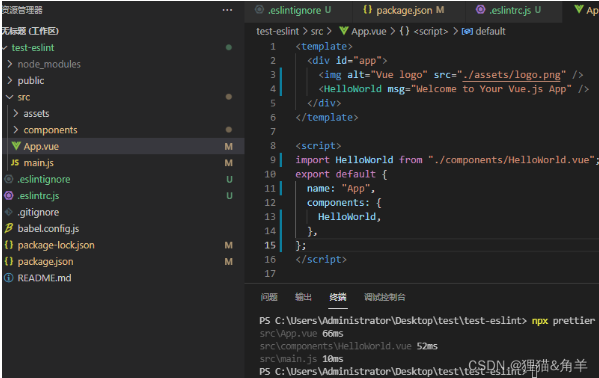 资源管理器
无标题 (工作区)
test-eslint
node_modules
public
src
assets
components
App.vue M
main.js M
.eslintignore U
.eslintrc.js U
.gitignore
babel.config.js
package-lock.json M
package.json M
README.md
.eslintignore U
package.json M
.eslintrc.js U
test-eslint > src > App.vue > {} <script> > default
1 <template>
2 <div id="app">
3 <img alt="Vue logo" src="./assets/logo.png" />
4 <HelloWorld msg="Welcome to Your Vue.js App" />
5 </div>
6 </template>
7
8 <script>
9 import HelloWorld from "./components/HelloWorld.vue";
10 export default {
11 name: "App",
12 components: {
13 HelloWorld,
14 },
15 };
16 </script>
17
问题 输出 终端 调试控制台
PS C:\Users\Administrator\Desktop\test\test-eslint> npx prettier
src\App.vue 66ms
src\components\HelloWorld.vue 52ms
src\main.js 10ms
PS C:\Users\Administrator\Desktop\test\test-eslint>
CSDN @狸猫&角羊